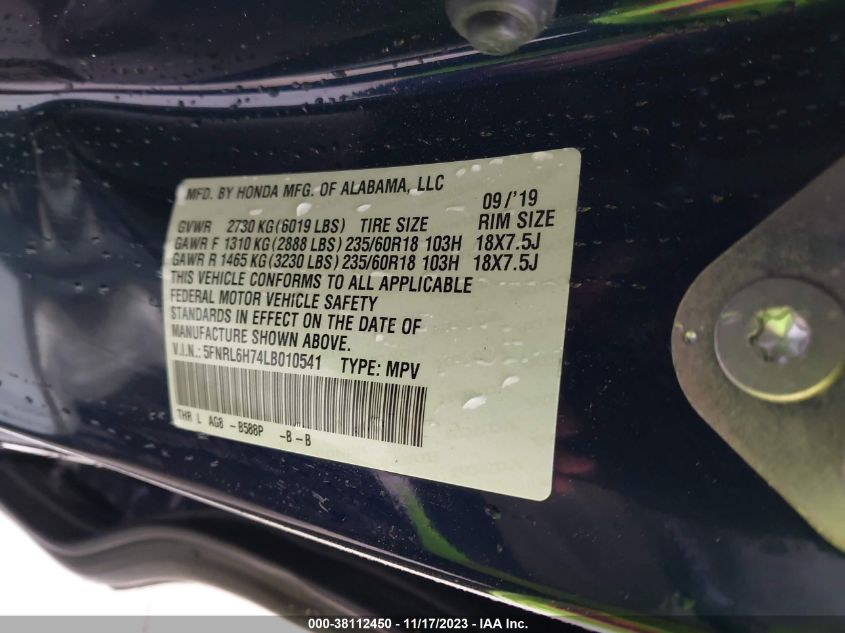 MFD. BY HONDA MFG. OF ALABAMA, LLC 09/'19
GVWR 2730 KG (6019 LBS) TIRE SIZE RIM SIZE
GAWR F 1310 KG (2888 LBS) 235/60R18 103H 18X7.5J
GAWR R 1465 KG (3230 LBS) 235/60R18 103H 18X7.5J
THIS VEHICLE CONFORMS TO ALL APPLICABLE
FEDERAL MOTOR VEHICLE SAFETY
STANDARDS IN EFFECT ON THE DATE OF
MANUFACTURE SHOWN ABOVE.
V.I.N.: 5FNRL6H74LB010541 TYPE: MPV
THR L AG8 -B588P -B-B
000-38112450 - 11/17/2023 - IAA Inc.